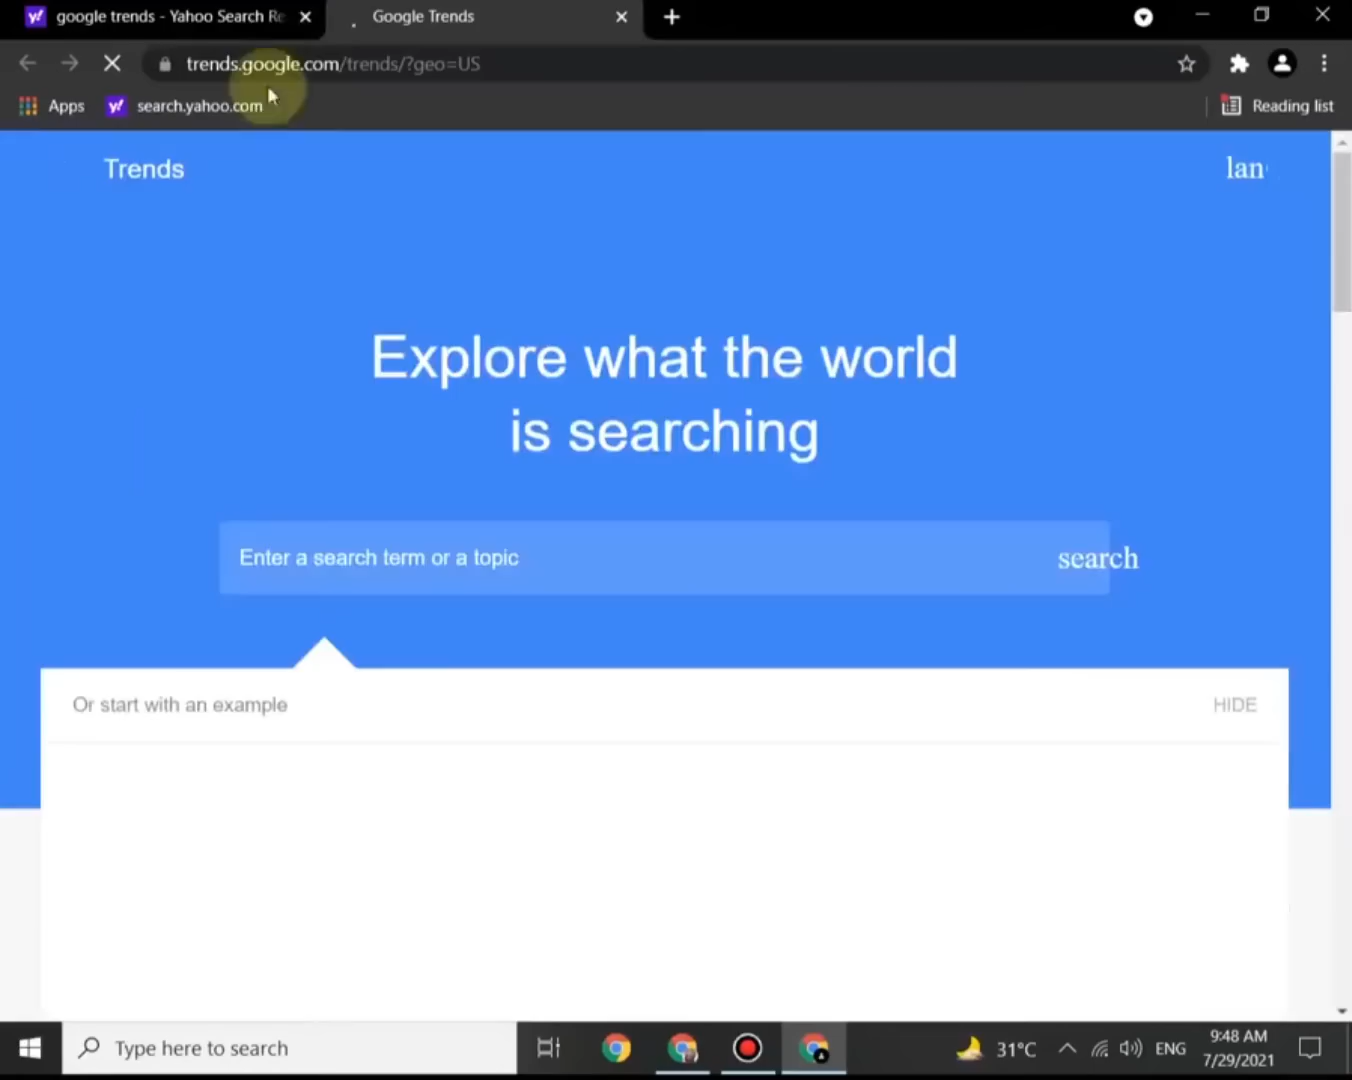 google trends - Yahoo Search Re
Google Trends
trends.google.com/trends/?geo=US
Apps
y!
search.yahoo.com
Reading list
Trends
lan
Explore what the world
is searching
Enter a search term or a topic
search
Or start with an example
HIDE
Type here to search
31°C
ENG
9:48 AM
7/29/2021